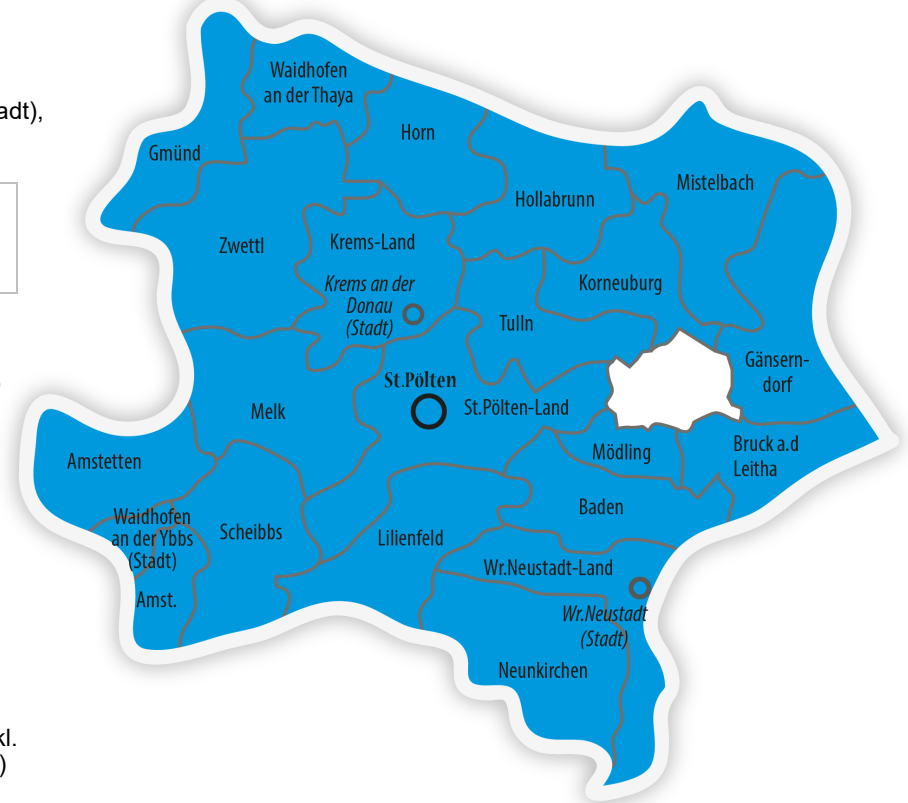 adt),
Waidhofen
an der Thaya
Horn
Gmünd
Mistelbach
Hollabrunn
Zwettl
Krems-Land
Krems an der
Donau
(Stadt)
Korneuburg
Tulln
Gänsern-
dorf
St.Pölten
St.Pölten-Land
Melk
Mödling
Bruck a.d
Leitha
Amstetten
Baden
Waidhofen
an der Ybbs
(Stadt)
Scheibbs
Lilienfeld
Wr.Neustadt-Land
Amst.
Wr.Neustadt
(Stadt)
Neunkirchen
kl.
)